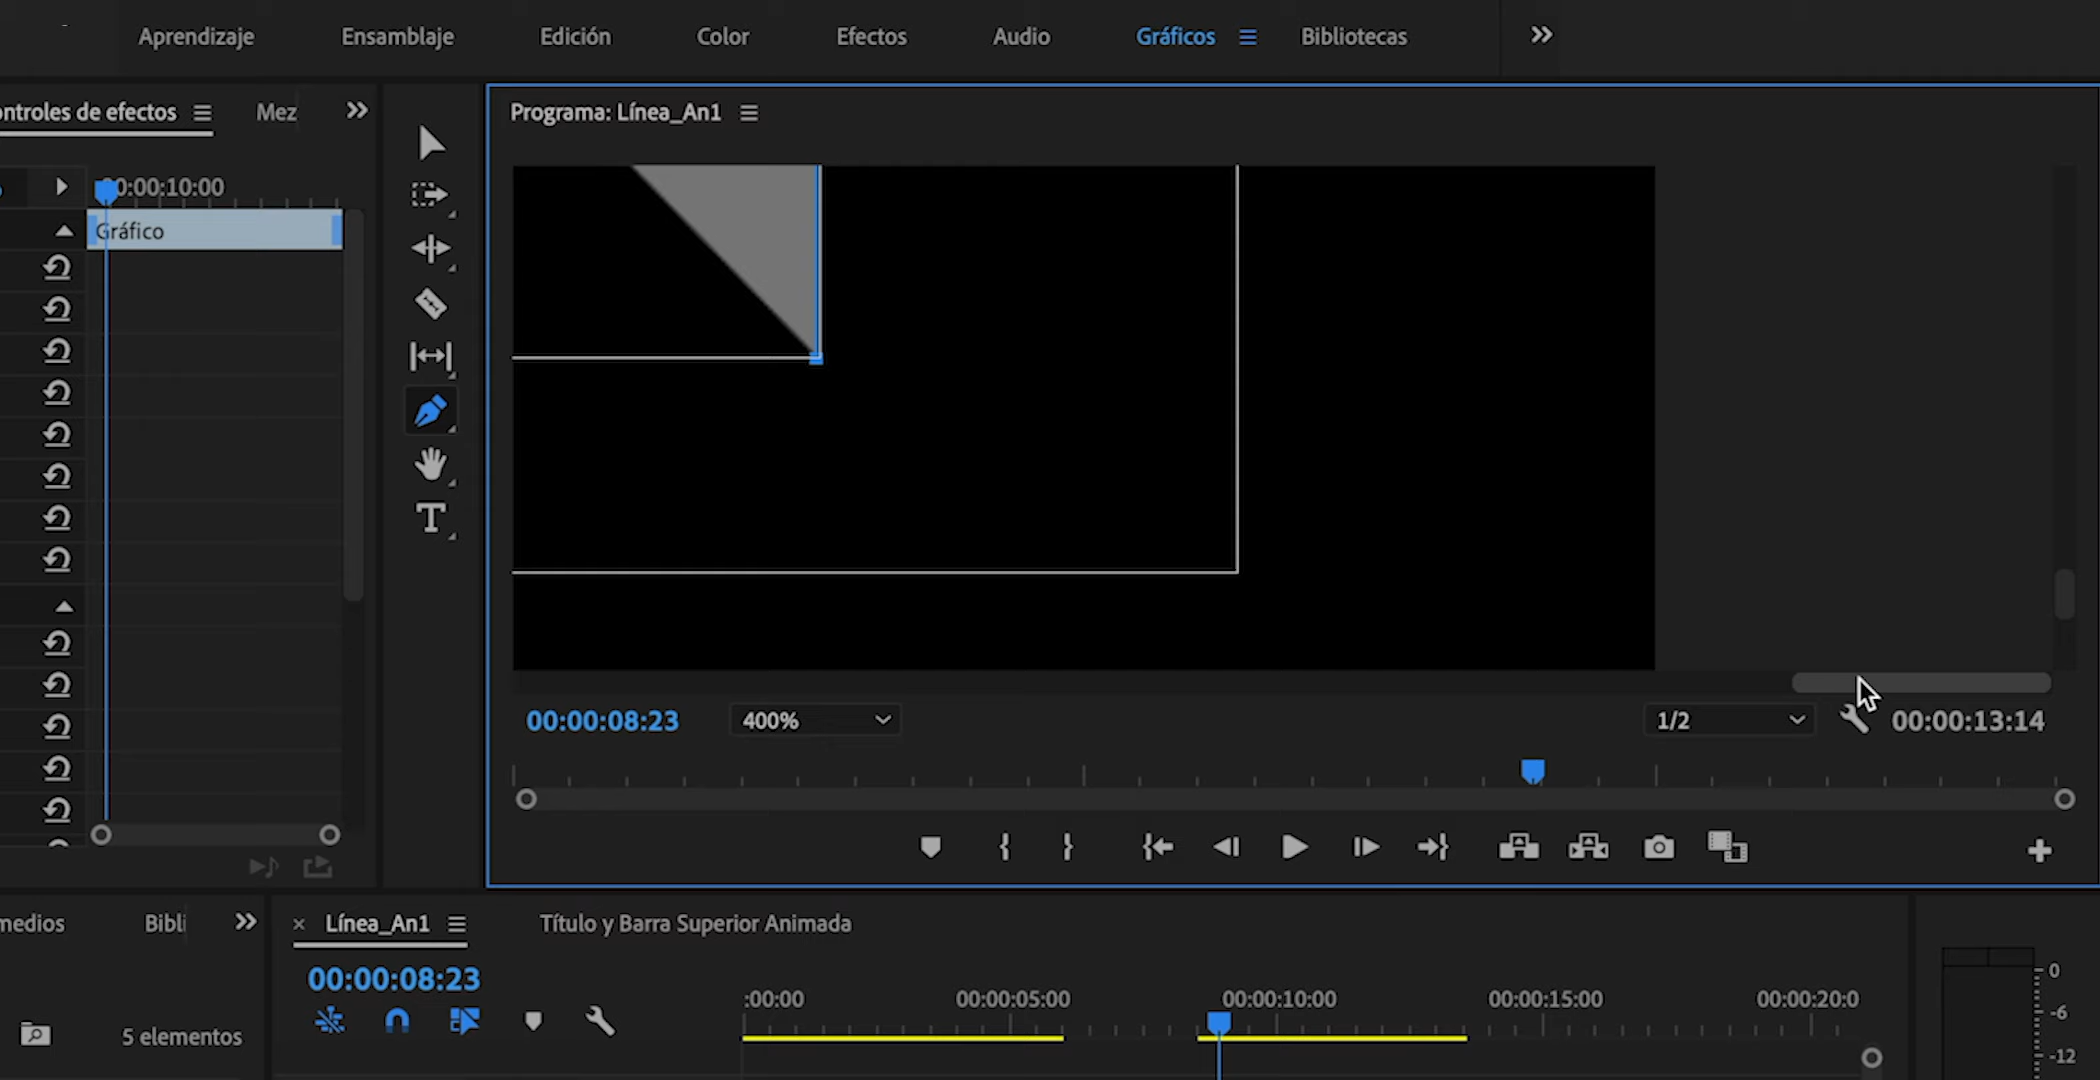 Aprendizaje Ensamblaje Edición Color Efectos Audio Gráficos Bibliotecas
ontroles de efectos Mez
Programa: Línea_An1
00:00:10:00
Gráfico
00:00:08:23 400% 1/2 00:00:13:14
medios Bibli
Línea_An1 Título y Barra Superior Animada
00:00:08:23
:00:00 00:00:05:00 00:00:10:00 00:00:15:00 00:00:20:0
5 elementos
0
-6
-12